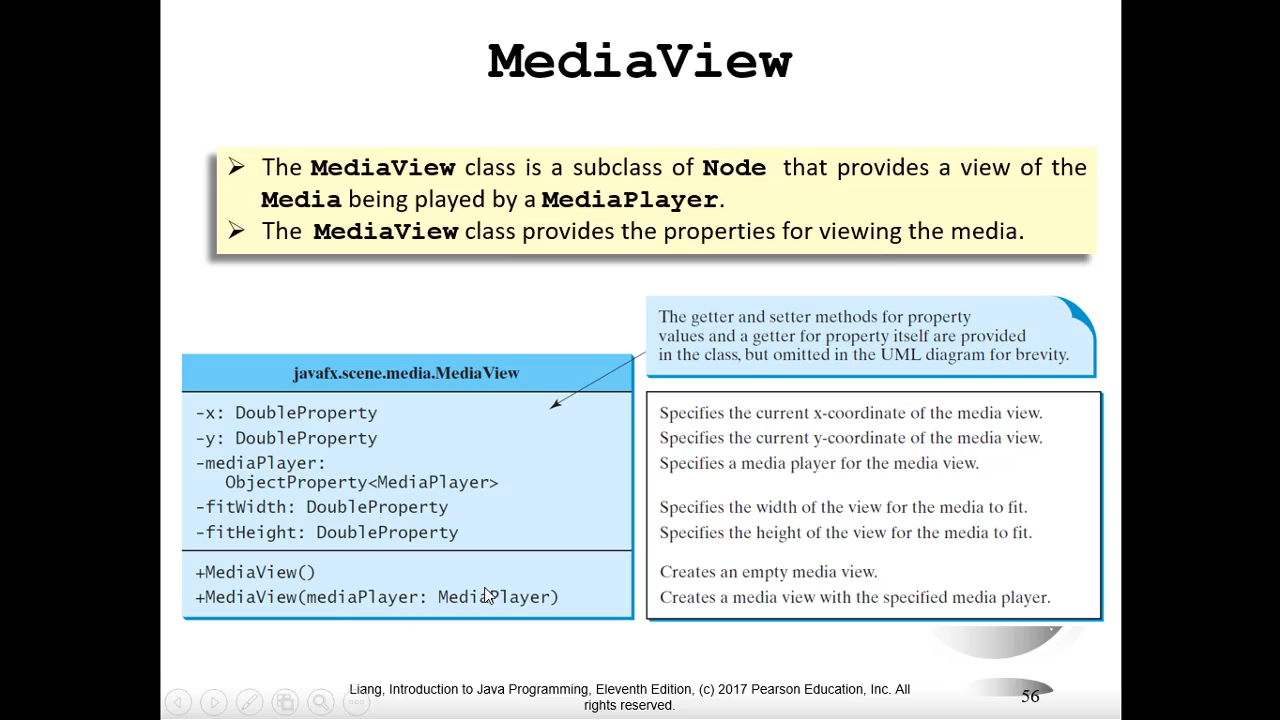 MediaView
➢ The MediaView class is a subclass of Node that provides a view of the
Media being played by a MediaPlayer.
➢ The MediaView class provides the properties for viewing the media.
The getter and setter methods for property
values and a getter for property itself are provided
in the class, but omitted in the UML diagram for brevity.
javafx.scene.media.MediaView
-x: DoubleProperty
-y: DoubleProperty
-mediaPlayer:
ObjectProperty<MediaPlayer>
-fitWidth: DoubleProperty
-fitHeight: DoubleProperty
+MediaView()
+MediaView(mediaPlayer: MediaPlayer)
Specifies the current x-coordinate of the media view.
Specifies the current y-coordinate of the media view.
Specifies a media player for the media view.
Specifies the width of the view for the media to fit.
Specifies the height of the view for the media to fit.
Creates an empty media view.
Creates a media view with the specified media player.
Liang, Introduction to Java Programming, Eleventh Edition, (c) 2017 Pearson Education, Inc. All
rights reserved.
56